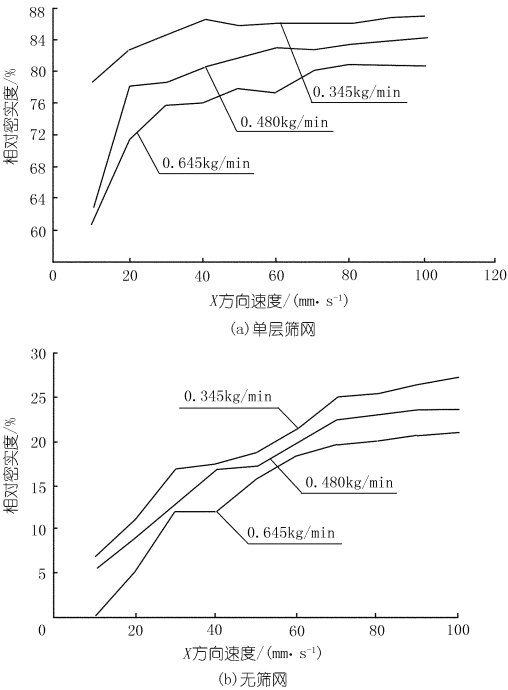 88
84
80
76
72
68
64
60
相对密实度/%
0.345kg/min
0.480kg/min
0.645kg/min
0 20 40 60 80 100 120
X方向速度/(mm·s⁻¹)
(a)单层筛网
30
25
20
15
10
5
相对密实度/%
0.345kg/min
0.480kg/min
0.645kg/min
0 20 40 60 80 100
X方向速度/(mm·s⁻¹)
(b)无筛网